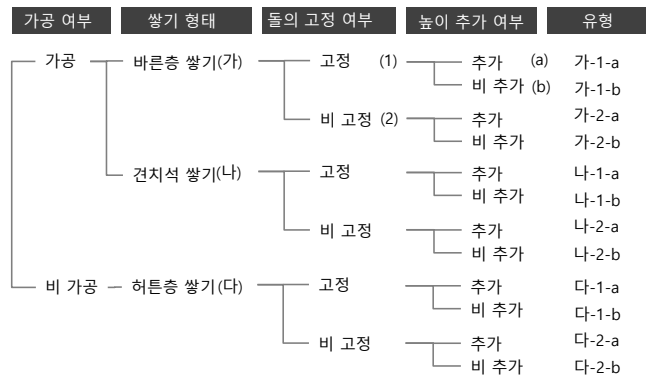 가공 여부 쌓기 형태 돌의 고정 여부 높이 추가 여부 유형
가공 바른층 쌓기(가) 고정 (1) 추가 (a) 가-1-a
비 추가 (b) 가-1-b
비 고정 (2) 추가 가-2-a
비 추가 가-2-b
견치석 쌓기(나) 고정 추가 나-1-a
비 추가 나-1-b
비 고정 추가 나-2-a
비 추가 나-2-b
비 가공 허튼층 쌓기(다) 고정 추가 다-1-a
비 추가 다-1-b
비 고정 추가 다-2-a
비 추가 다-2-b